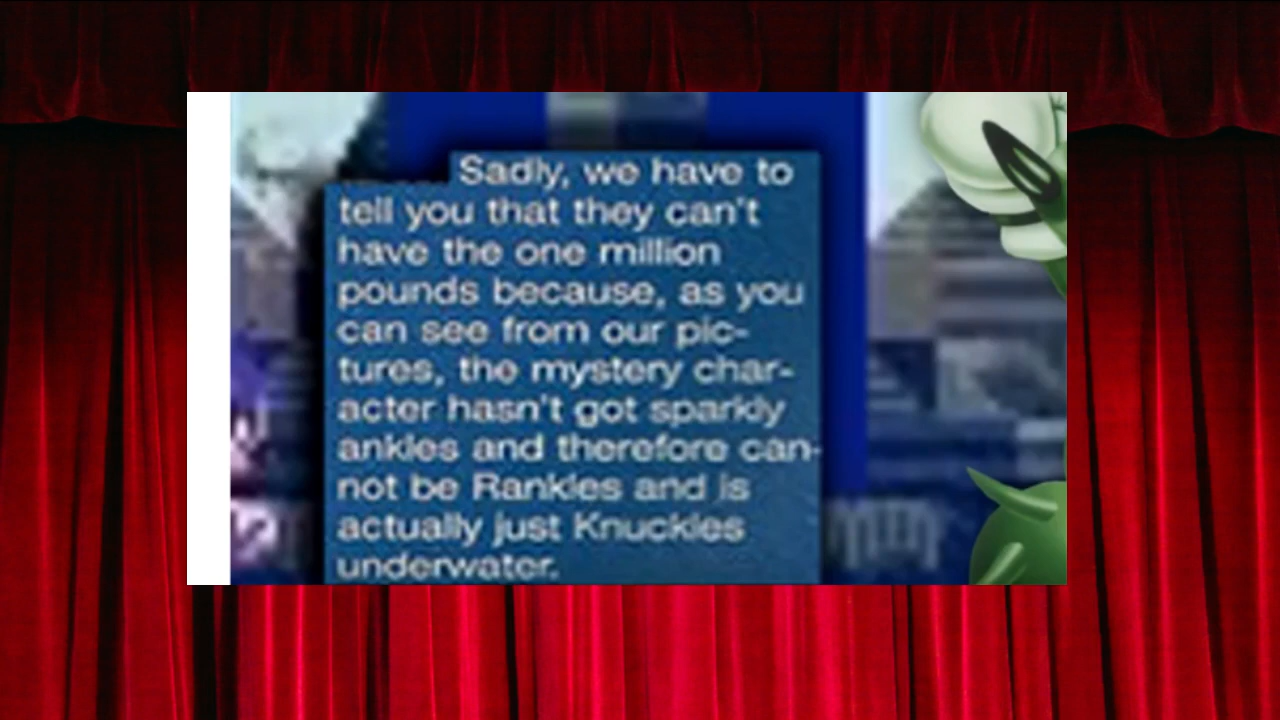 Sadly, we have to
tell you that they can't
have the one million
pounds because, as you
can see from our pic-
tures, the mystery char-
acter hasn't got sparkly
ankles and therefore can-
not be Rankles and is
actually just Knuckles
underwater.